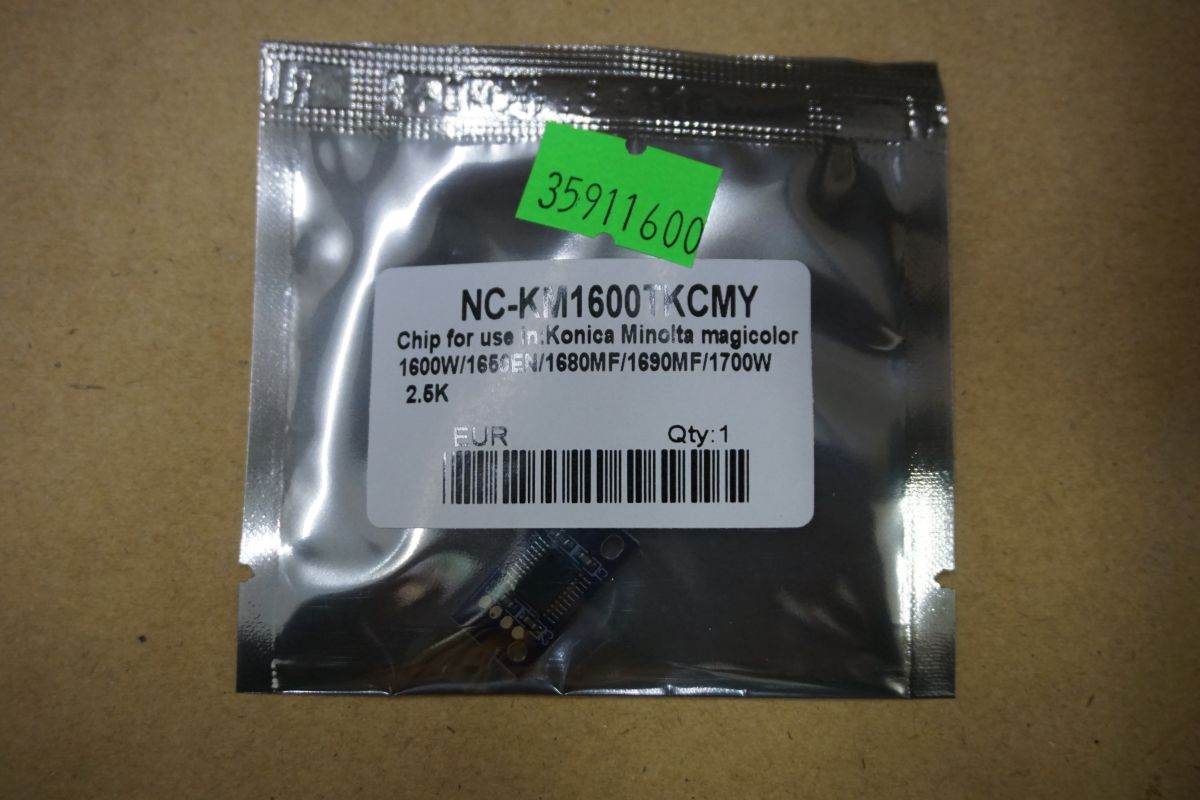 35911600
NC-KM1600TKCMY
Chip for use in:Konica Minolta magicolor
1600W/1650EN/1680MF/1690MF/1700W
2.5K
EUR Qty:1